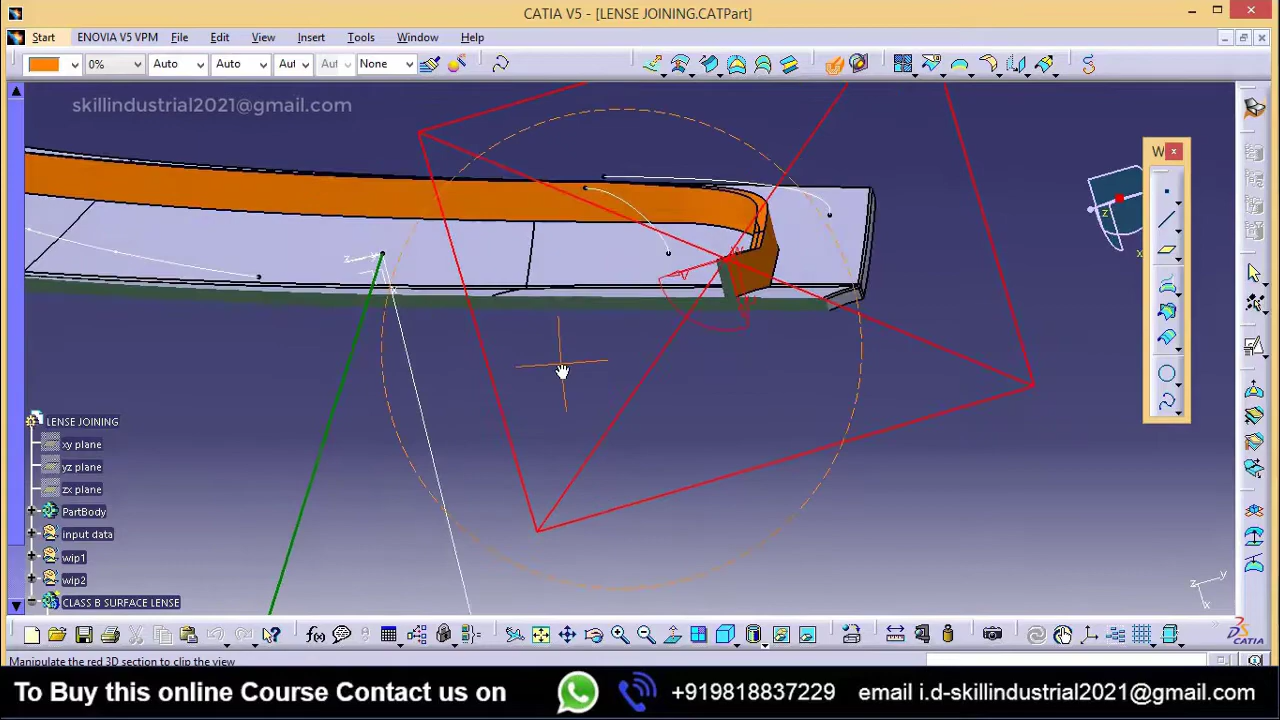 CATIA V5 - [LENSE JOINING.CATPart]
Start
ENOVIA V5 VPM
File
Edit
View
Insert
Tools
Window
Help
0%
Auto
Auto
Aut
Aut
None
skillindustrial2021@gmail.com
W
z
x
z
y
x
LENSE JOINING
xy plane
yz plane
zx plane
PartBody
input data
wip1
wip2
CLASS B SURFACE LENSE
z
y
x
f(x)
CATIA
Manipulate the red 3D section to clip the view
To Buy this online Course Contact us on
+919818837229
email i.d-skillindustrial2021@gmail.com